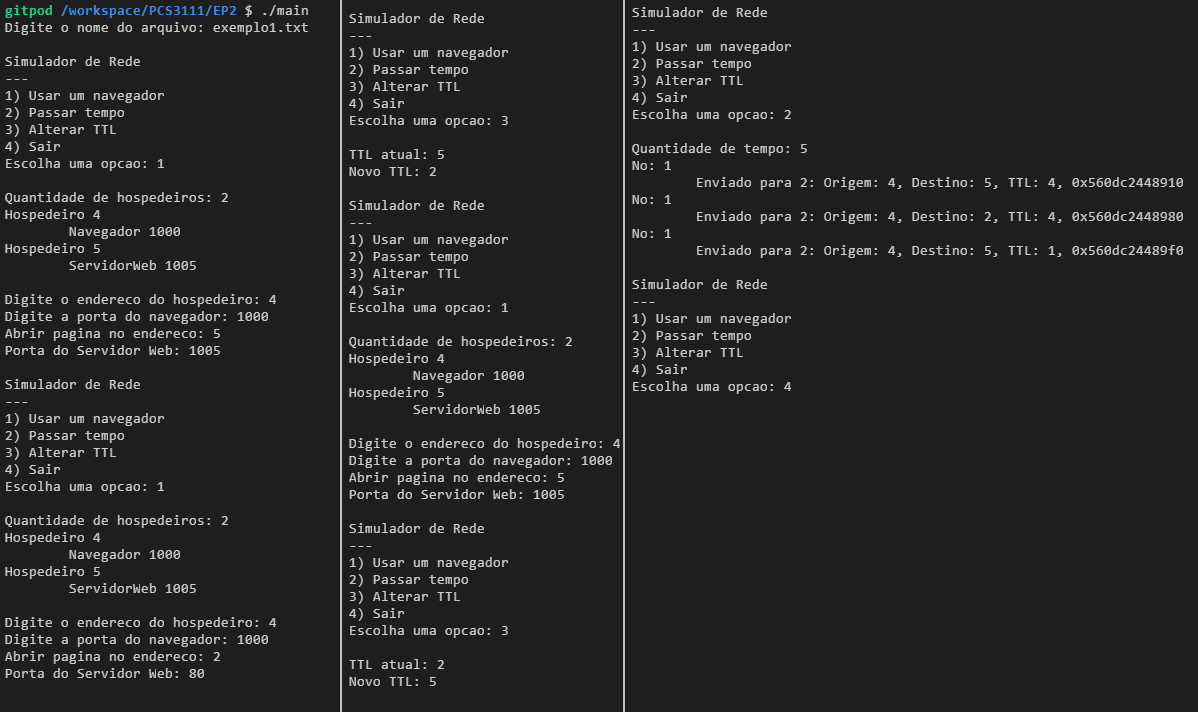 gitpod /workspace/PCS3111/EP2 $ ./main
Digite o nome do arquivo: exemplo1.txt
Simulador de Rede
---
1) Usar um navegador
2) Passar tempo
3) Alterar TTL
4) Sair
Escolha uma opcao: 1
Quantidade de hospedeiros: 2
Hospedeiro 4
Navegador 1000
Hospedeiro 5
ServidorWeb 1005
Digite o endereco do hospedeiro: 4
Digite a porta do navegador: 1000
Abrir pagina no endereco: 5
Porta do Servidor Web: 1005
Simulador de Rede
---
1) Usar um navegador
2) Passar tempo
3) Alterar TTL
4) Sair
Escolha uma opcao: 1
Quantidade de hospedeiros: 2
Hospedeiro 4
Navegador 1000
Hospedeiro 5
ServidorWeb 1005
Digite o endereco do hospedeiro: 4
Digite a porta do navegador: 1000
Abrir pagina no endereco: 2
Porta do Servidor Web: 80
Simulador de Rede
---
1) Usar um navegador
2) Passar tempo
3) Alterar TTL
4) Sair
Escolha uma opcao: 3
TTL atual: 5
Novo TTL: 2
Simulador de Rede
---
1) Usar um navegador
2) Passar tempo
3) Alterar TTL
4) Sair
Escolha uma opcao: 1
Quantidade de hospedeiros: 2
Hospedeiro 4
Navegador 1000
Hospedeiro 5
ServidorWeb 1005
Digite o endereco do hospedeiro: 4
Digite a porta do navegador: 1000
Abrir pagina no endereco: 5
Porta do Servidor Web: 1005
Simulador de Rede
---
1) Usar um navegador
2) Passar tempo
3) Alterar TTL
4) Sair
Escolha uma opcao: 3
TTL atual: 2
Novo TTL: 5
Simulador de Rede
---
1) Usar um navegador
2) Passar tempo
3) Alterar TTL
4) Sair
Escolha uma opcao: 2
Quantidade de tempo: 5
No: 1
Enviado para 2: Origem: 4, Destino: 5, TTL: 4, 0x560dc2448910
No: 1
Enviado para 2: Origem: 4, Destino: 2, TTL: 4, 0x560dc2448980
No: 1
Enviado para 2: Origem: 4, Destino: 5, TTL: 1, 0x560dc24489f0
Simulador de Rede
---
1) Usar um navegador
2) Passar tempo
3) Alterar TTL
4) Sair
Escolha uma opcao: 4